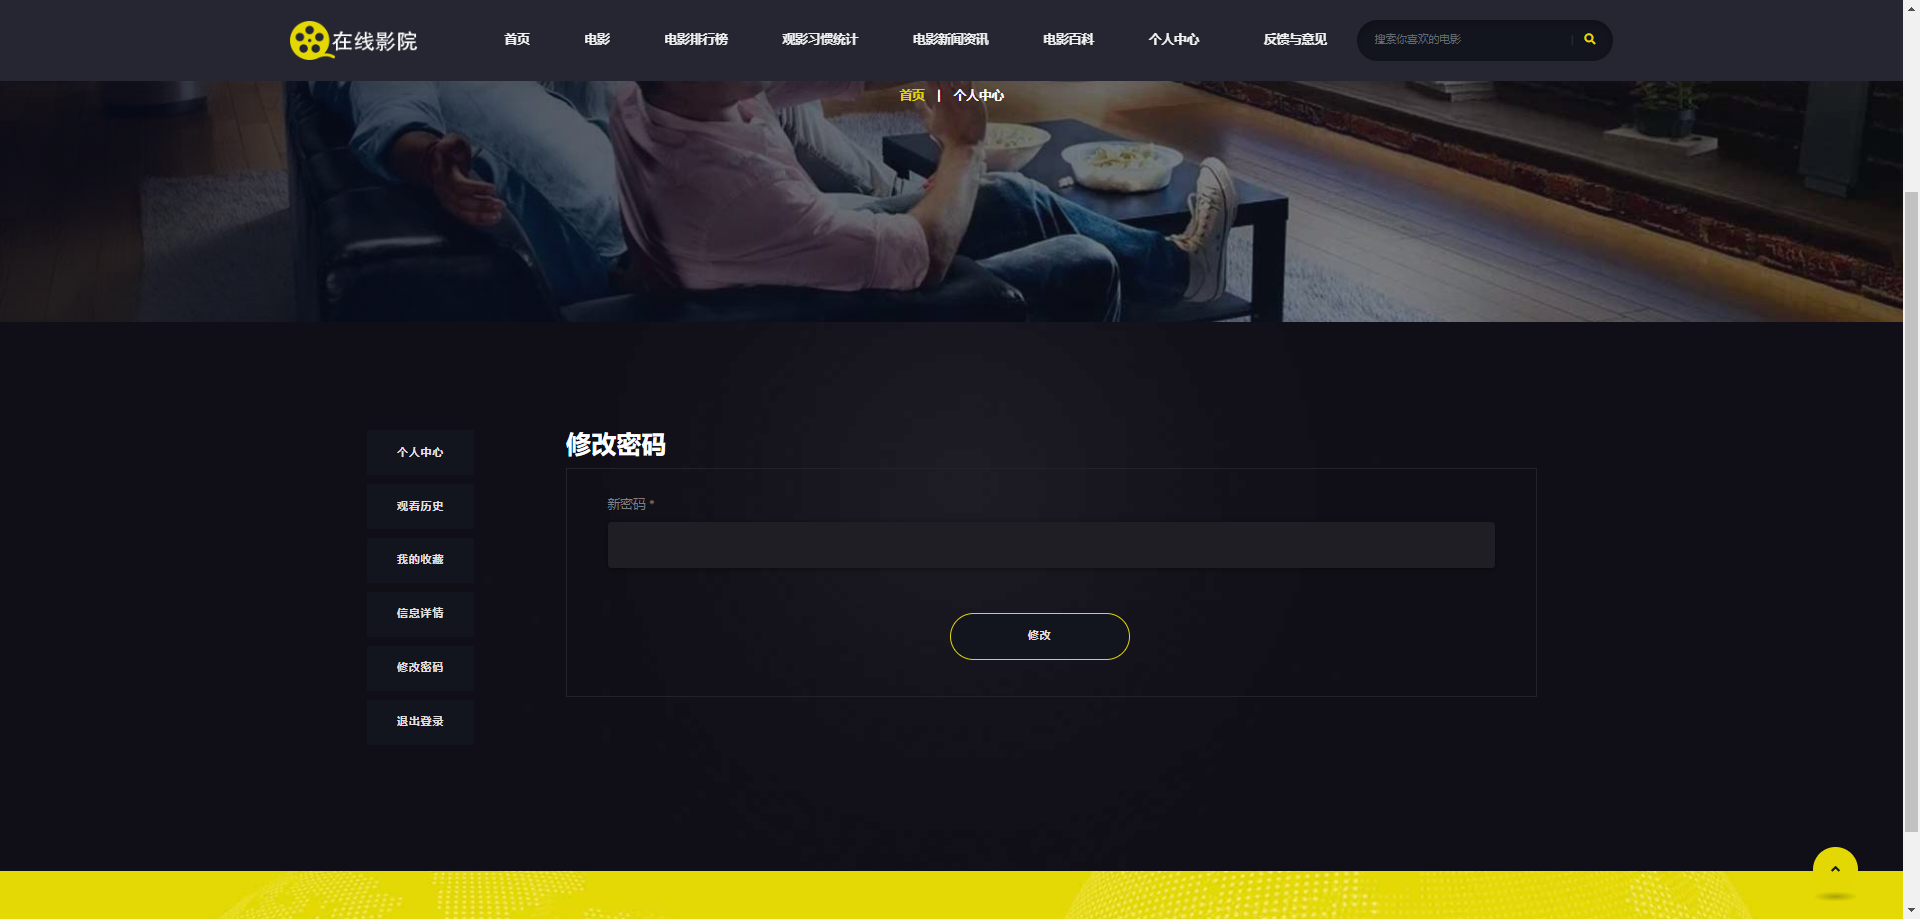 在线影院
首页
电影
电影排行榜
观影习惯统计
电影新闻资讯
电影百科
个人中心
反馈与意见
搜索你喜欢的电影
首页 | 个人中心
个人中心
观看历史
我的收藏
信息详情
修改密码
退出登录
修改密码
新密码 *
修改